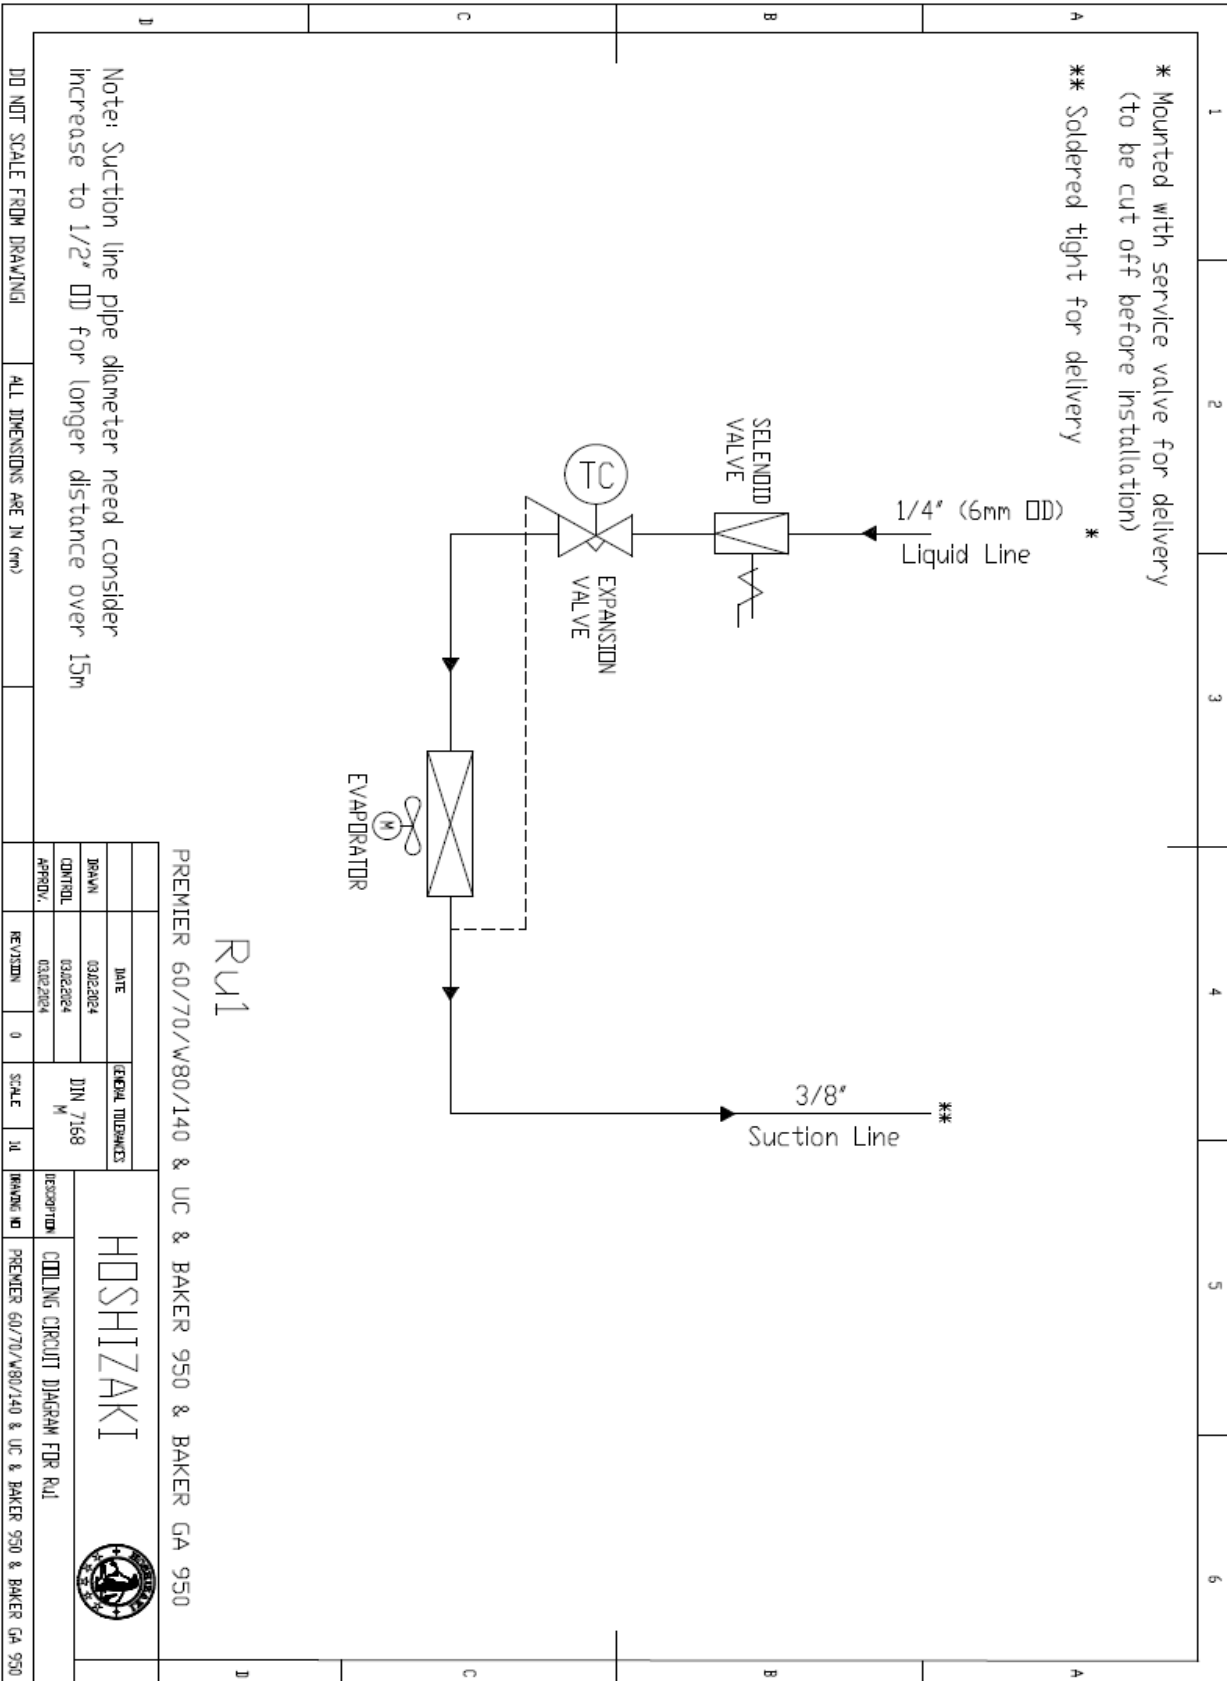 1
2
3
4
5
6
A
B
C
D
A
B
C
D
* Mounted with service valve for delivery
(to be cut off before installation)
** Soldered tight for delivery
*
1/4" (6mm OD)
Liquid Line
SELENOID
VALVE
TC
EXPANSION
VALVE
M
EVAPORATOR
**
3/8"
Suction Line
Note: Suction line pipe diameter need consider
increase to 1/2" OD for longer distance over 15m
Ru1
PREMIER 60/70/W80/140 & UC & BAKER 950 & BAKER GA 950
DATE
GENERAL TOLERANCES
DRAWN
03.02.2024
CONTROL
03.02.2024
APPROV.
03.02.2024
DIN 7168
M
HOSHIZAKI
HOSHIZAKI
DESCRIPTION
COOLING CIRCUIT DIAGRAM FOR Ru1
DO NOT SCALE FROM DRAWING!
ALL DIMENSIONS ARE IN (mm)
REVISION
0
SCALE
1:1
DRAWING NO
PREMIER 60/70/W80/140 & UC & BAKER 950 & BAKER GA 950